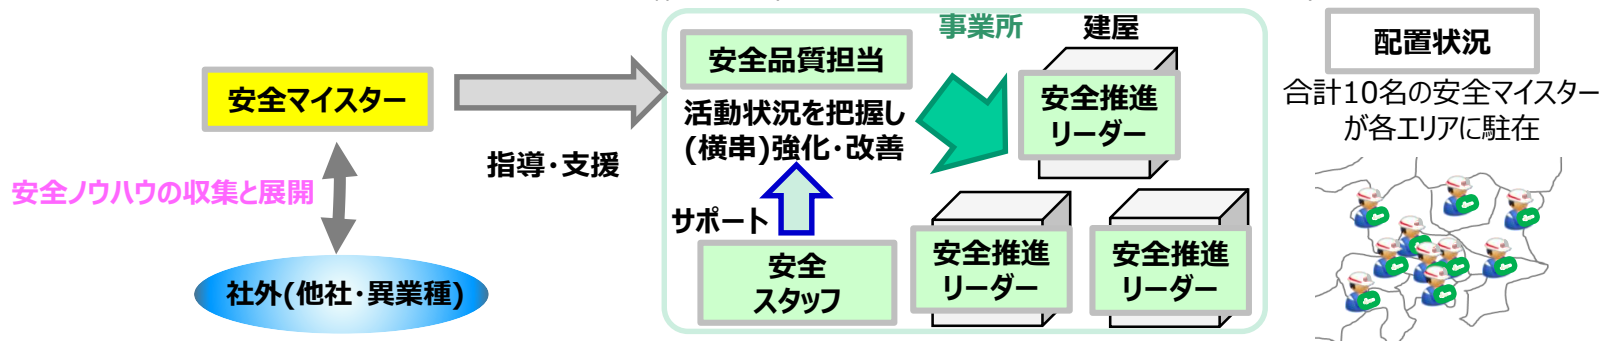 安全マイスター
安全ノウハウの収集と展開
社外(他社・異業種)
指導・支援
事業所
建屋
安全品質担当
活動状況を把握し
(横串)強化・改善
サポート
安全
スタッフ
安全推進
リーダー
安全推進
リーダー
安全推進
リーダー
配置状況
合計10名の安全マイスター
が各エリアに駐在